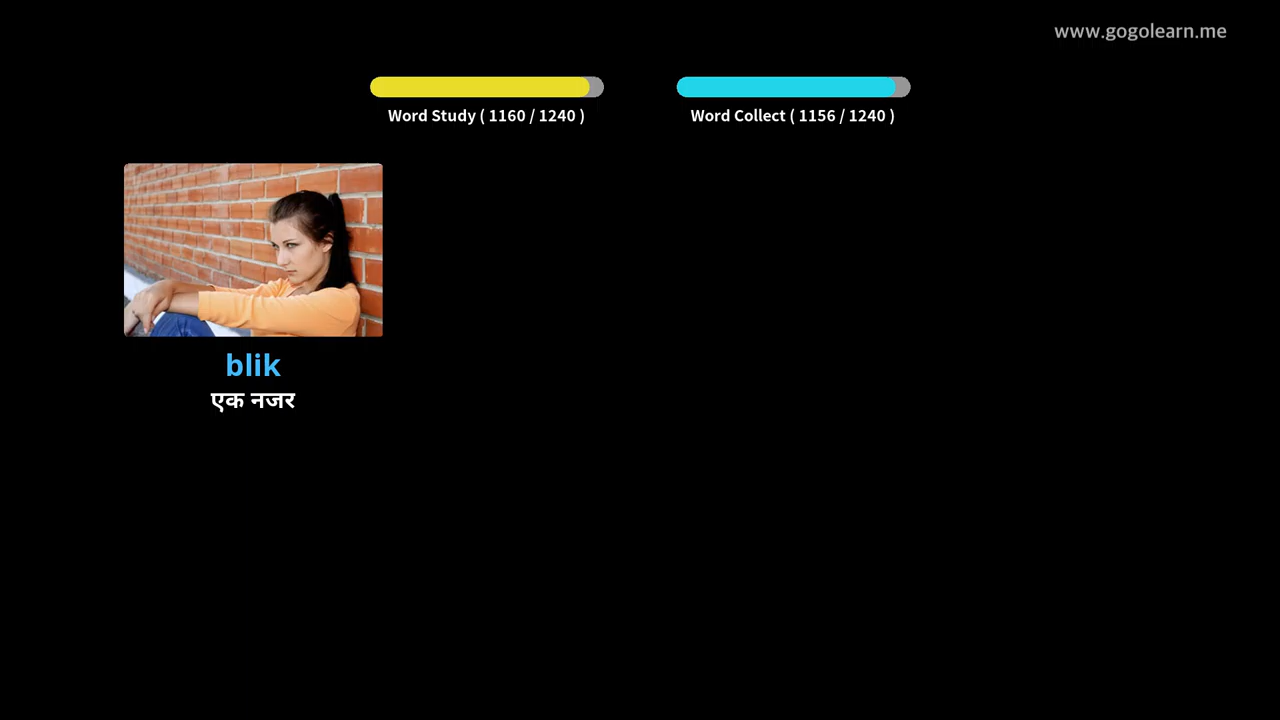 www.gogolearn.me
Word Study ( 1160 / 1240 )
Word Collect ( 1156 / 1240 )
blik
एक नजर